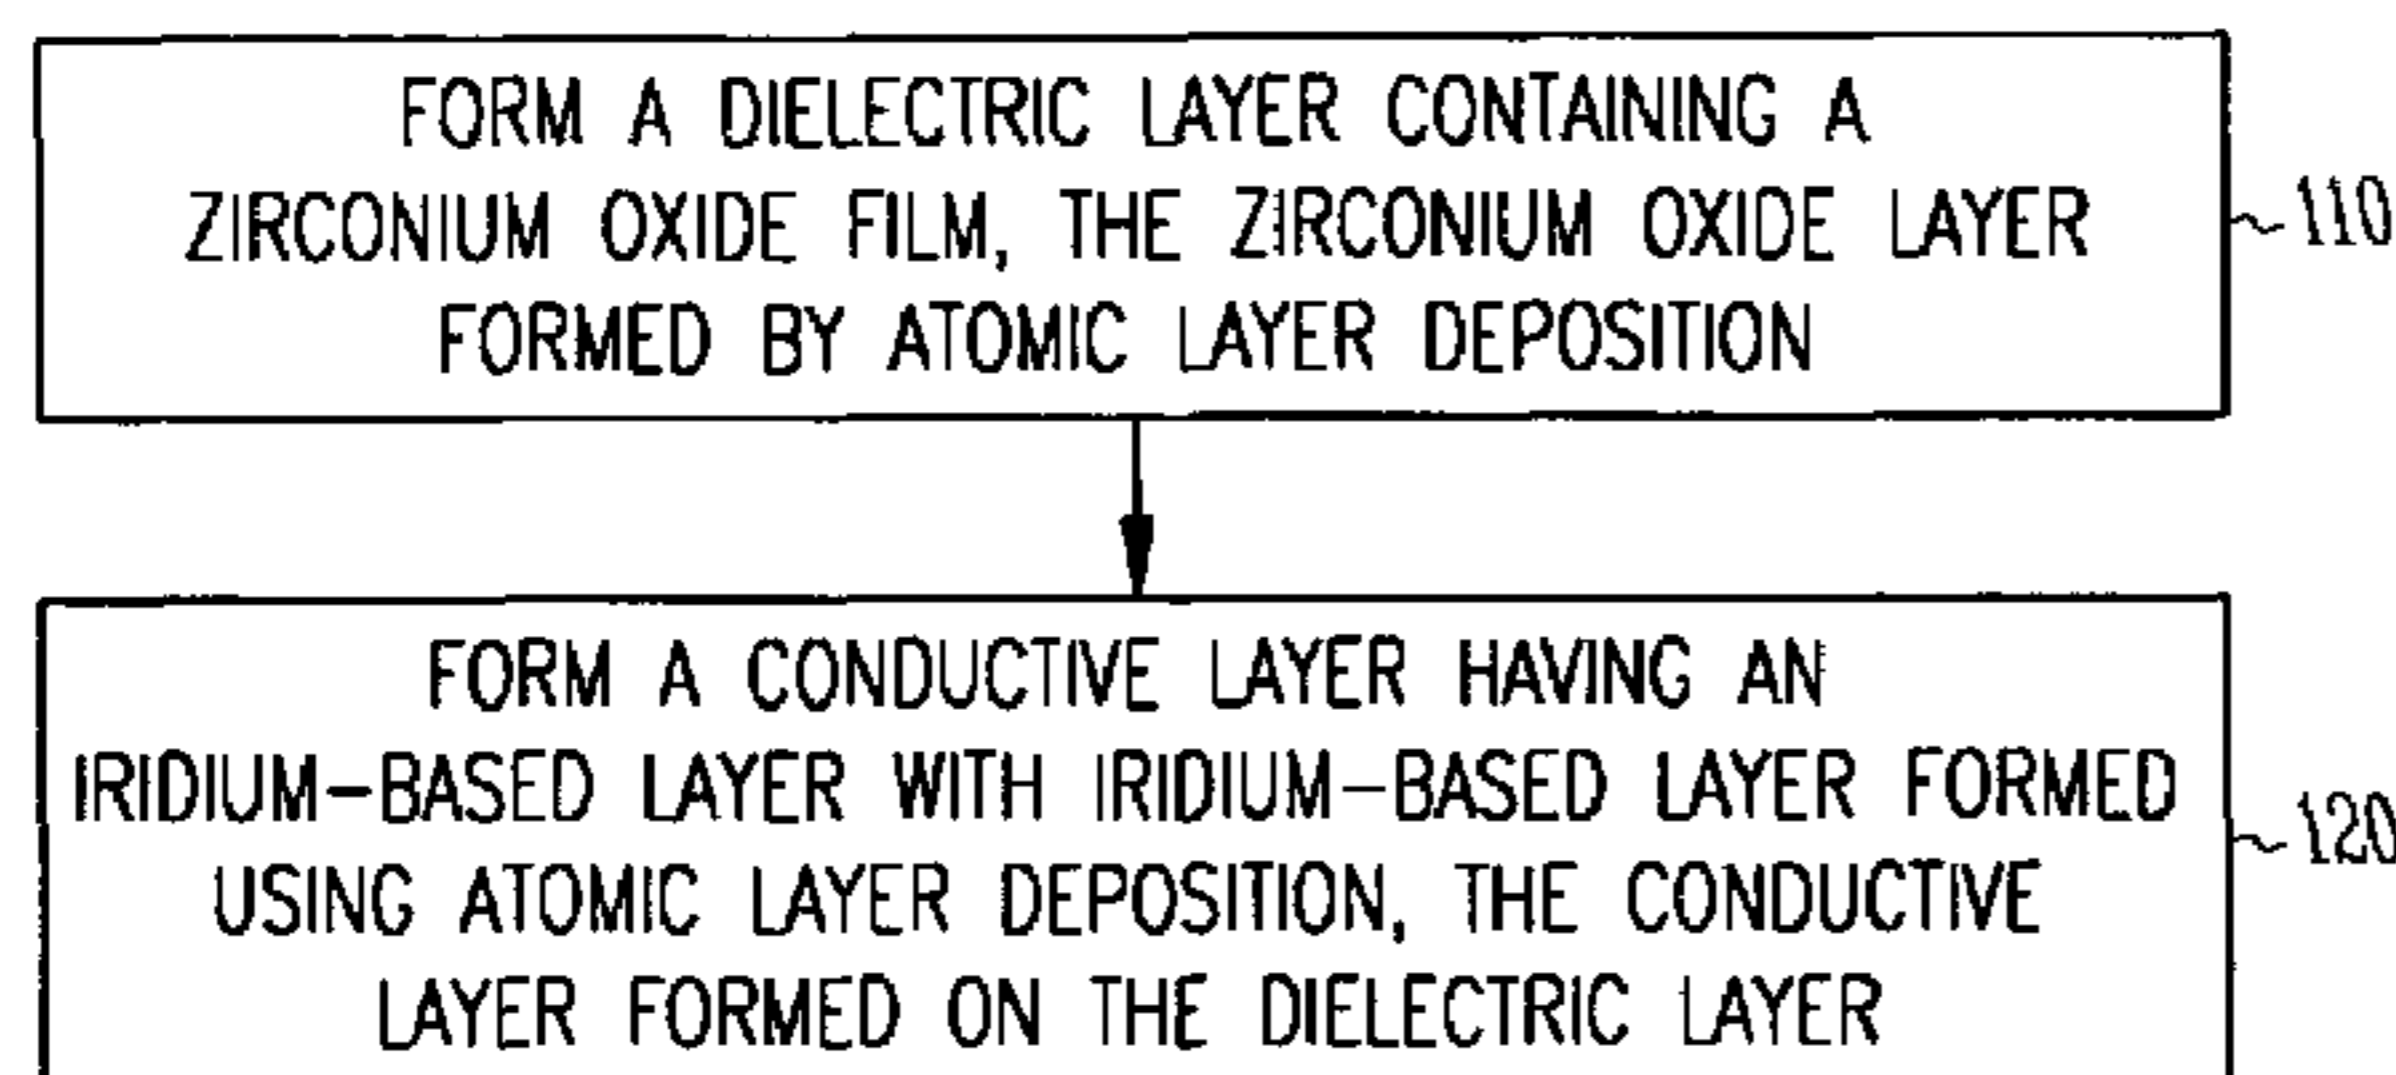 FORM A DIELECTRIC LAYER CONTAINING A
ZIRCONIUM OXIDE FILM, THE ZIRCONIUM OXIDE LAYER
FORMED BY ATOMIC LAYER DEPOSITION
110
FORM A CONDUCTIVE LAYER HAVING AN
IRIDIUM-BASED LAYER WITH IRIDIUM-BASED LAYER FORMED
USING ATOMIC LAYER DEPOSITION, THE CONDUCTIVE
LAYER FORMED ON THE DIELECTRIC LAYER
120